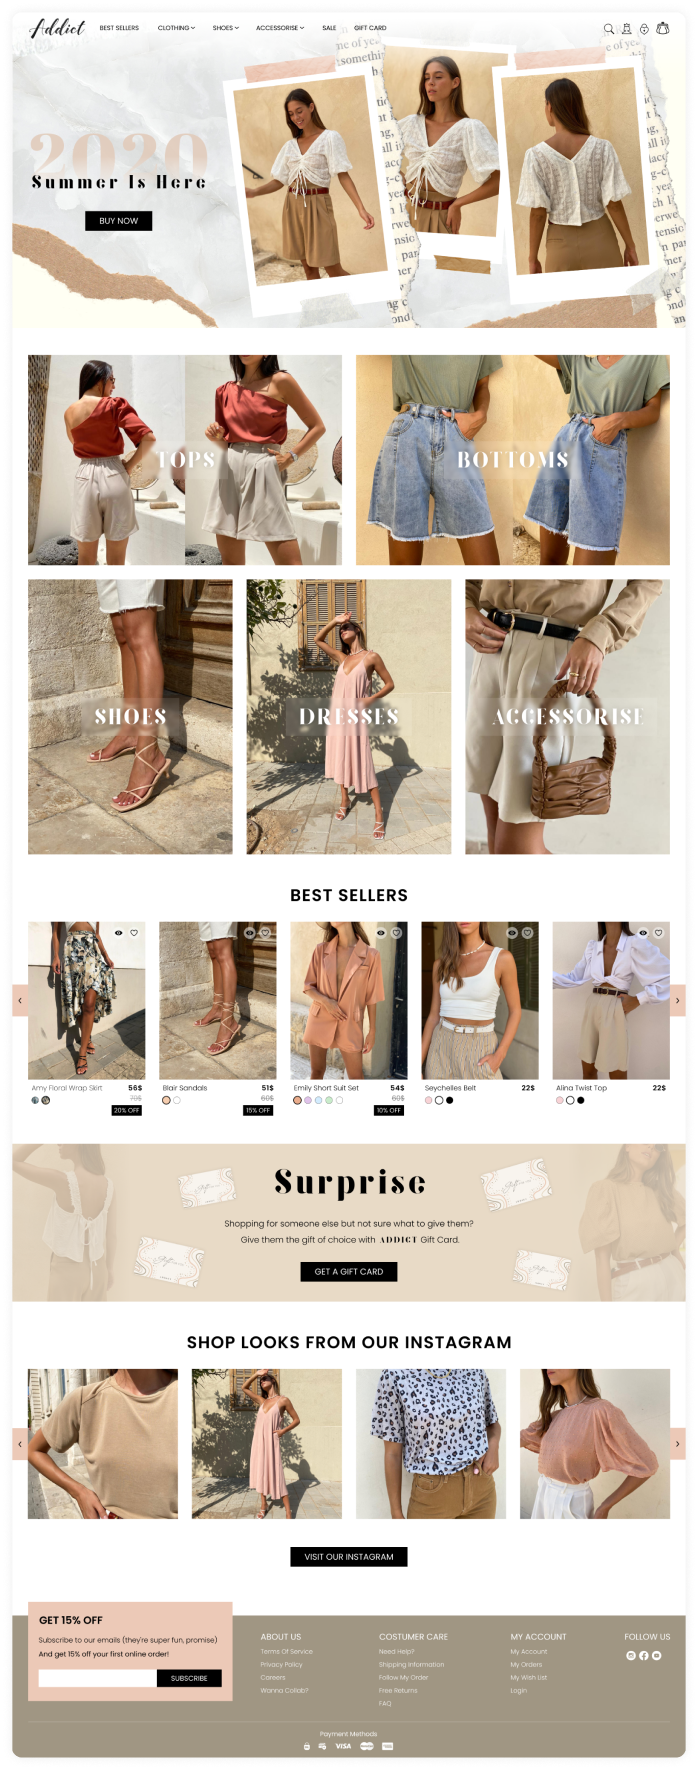 Addict
BEST SELLERS
CLOTHING
SHOES
ACCESSORISE
SALE
GIFT CARD
2020
Summer Is Here
BUY NOW
TOPS
BOTTOMS
SHOES
DRESSES
ACCESSORISE
BEST SELLERS
Amy Floral Wrap Skirt 56$
70$
20% OFF
Blair Sandals 51$
60$
15% OFF
Emily Short Suit Set 54$
60$
10% OFF
Seychelles Belt 22$
Alina Twist Top 22$
Surprise
Shopping for someone else but not sure what to give them?
Give them the gift of choice with ADDICT Gift Card.
GET A GIFT CARD
SHOP LOOKS FROM OUR INSTAGRAM
VISIT OUR INSTAGRAM
GET 15% OFF
Subscribe to our emails (they're super fun, promise)
And get 15% off your first online order!
SUBSCRIBE
ABOUT US
Terms Of Service
Privacy Policy
Careers
Wanna Collab?
COSTUMER CARE
Need Help?
Shipping Information
Follow My Order
Free Returns
FAQ
MY ACCOUNT
My Account
My Orders
My Wish List
Login
FOLLOW US
Payment Methods
VISA